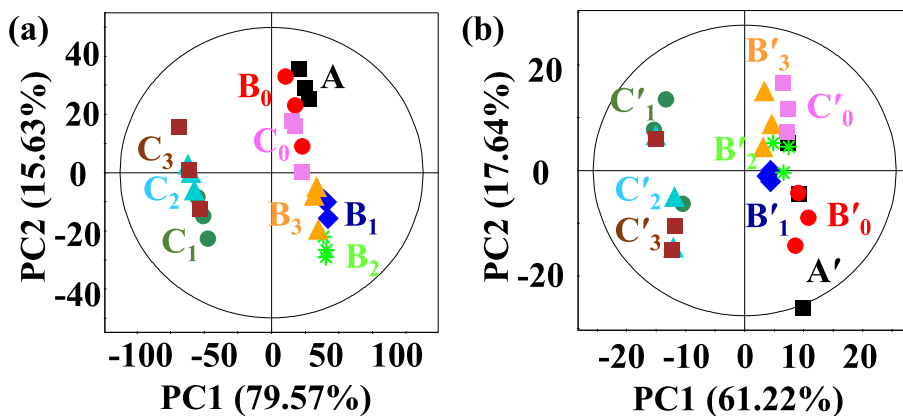 (a)
PC2 (15.63%)
40
20
0
-20
-40
A
B₀
C₀
C₃
C₂
C₁
B₃
B₁
B₂
-100 -50 0 50 100
PC1 (79.57%)
(b)
PC2 (17.64%)
20
0
-20
B′₃
C′₁
C′₀
B′₂
C′₂
B′₁
B′₀
C′₃
A′
-20 -10 0 10 20
PC1 (61.22%)